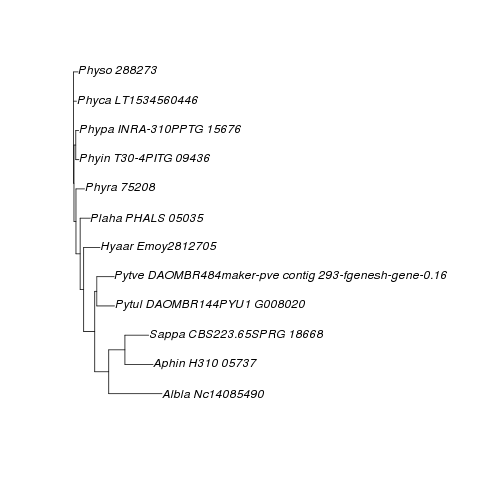 Physo 288273
Phyca LT1534560446
Phypa INRA-310PPTG 15676
Phyin T30-4PITG 09436
Phyra 75208
Plaha PHALS 05035
Hyaar Emoy2812705
Pytve DAOMBR484maker-pve contig 293-fgenesh-gene-0.16
Pytul DAOMBR144PYU1 G008020
Sappa CBS223.65SPRG 18668
Aphin H310 05737
Albla Nc14085490